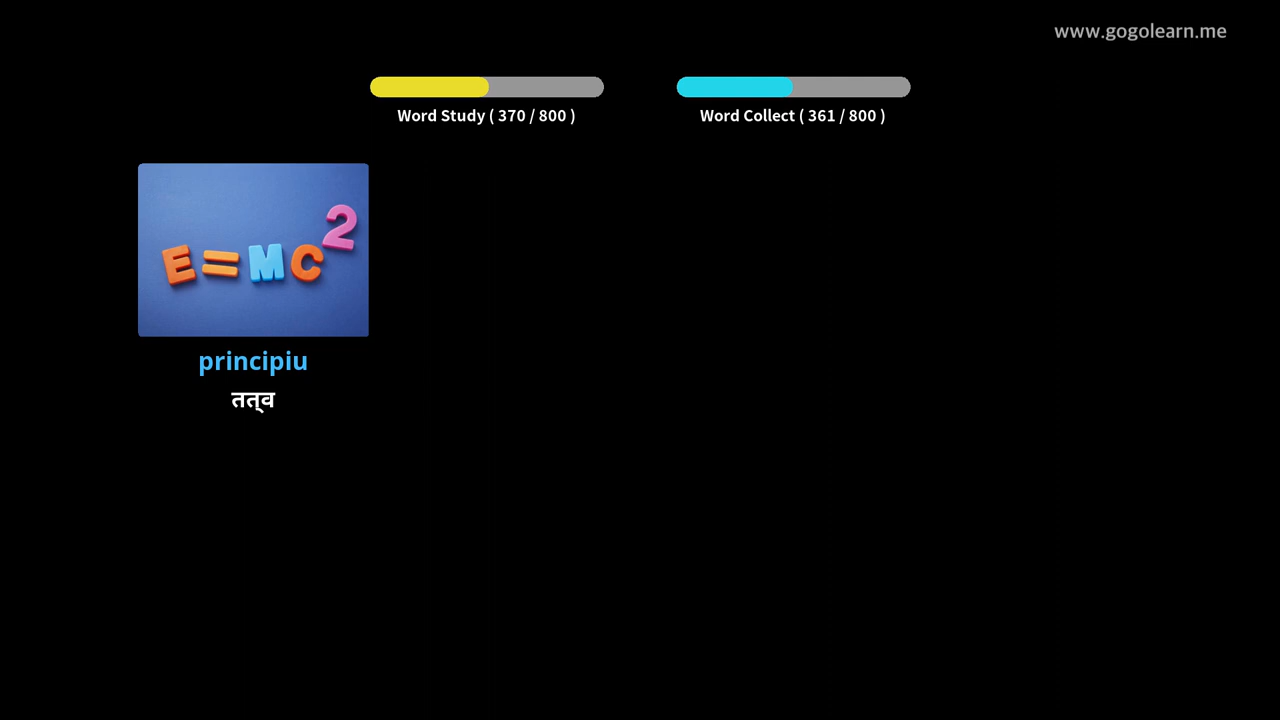 www.gogolearn.me
Word Study ( 370 / 800 )
Word Collect ( 361 / 800 )
E=MC2
principiu
तत्व